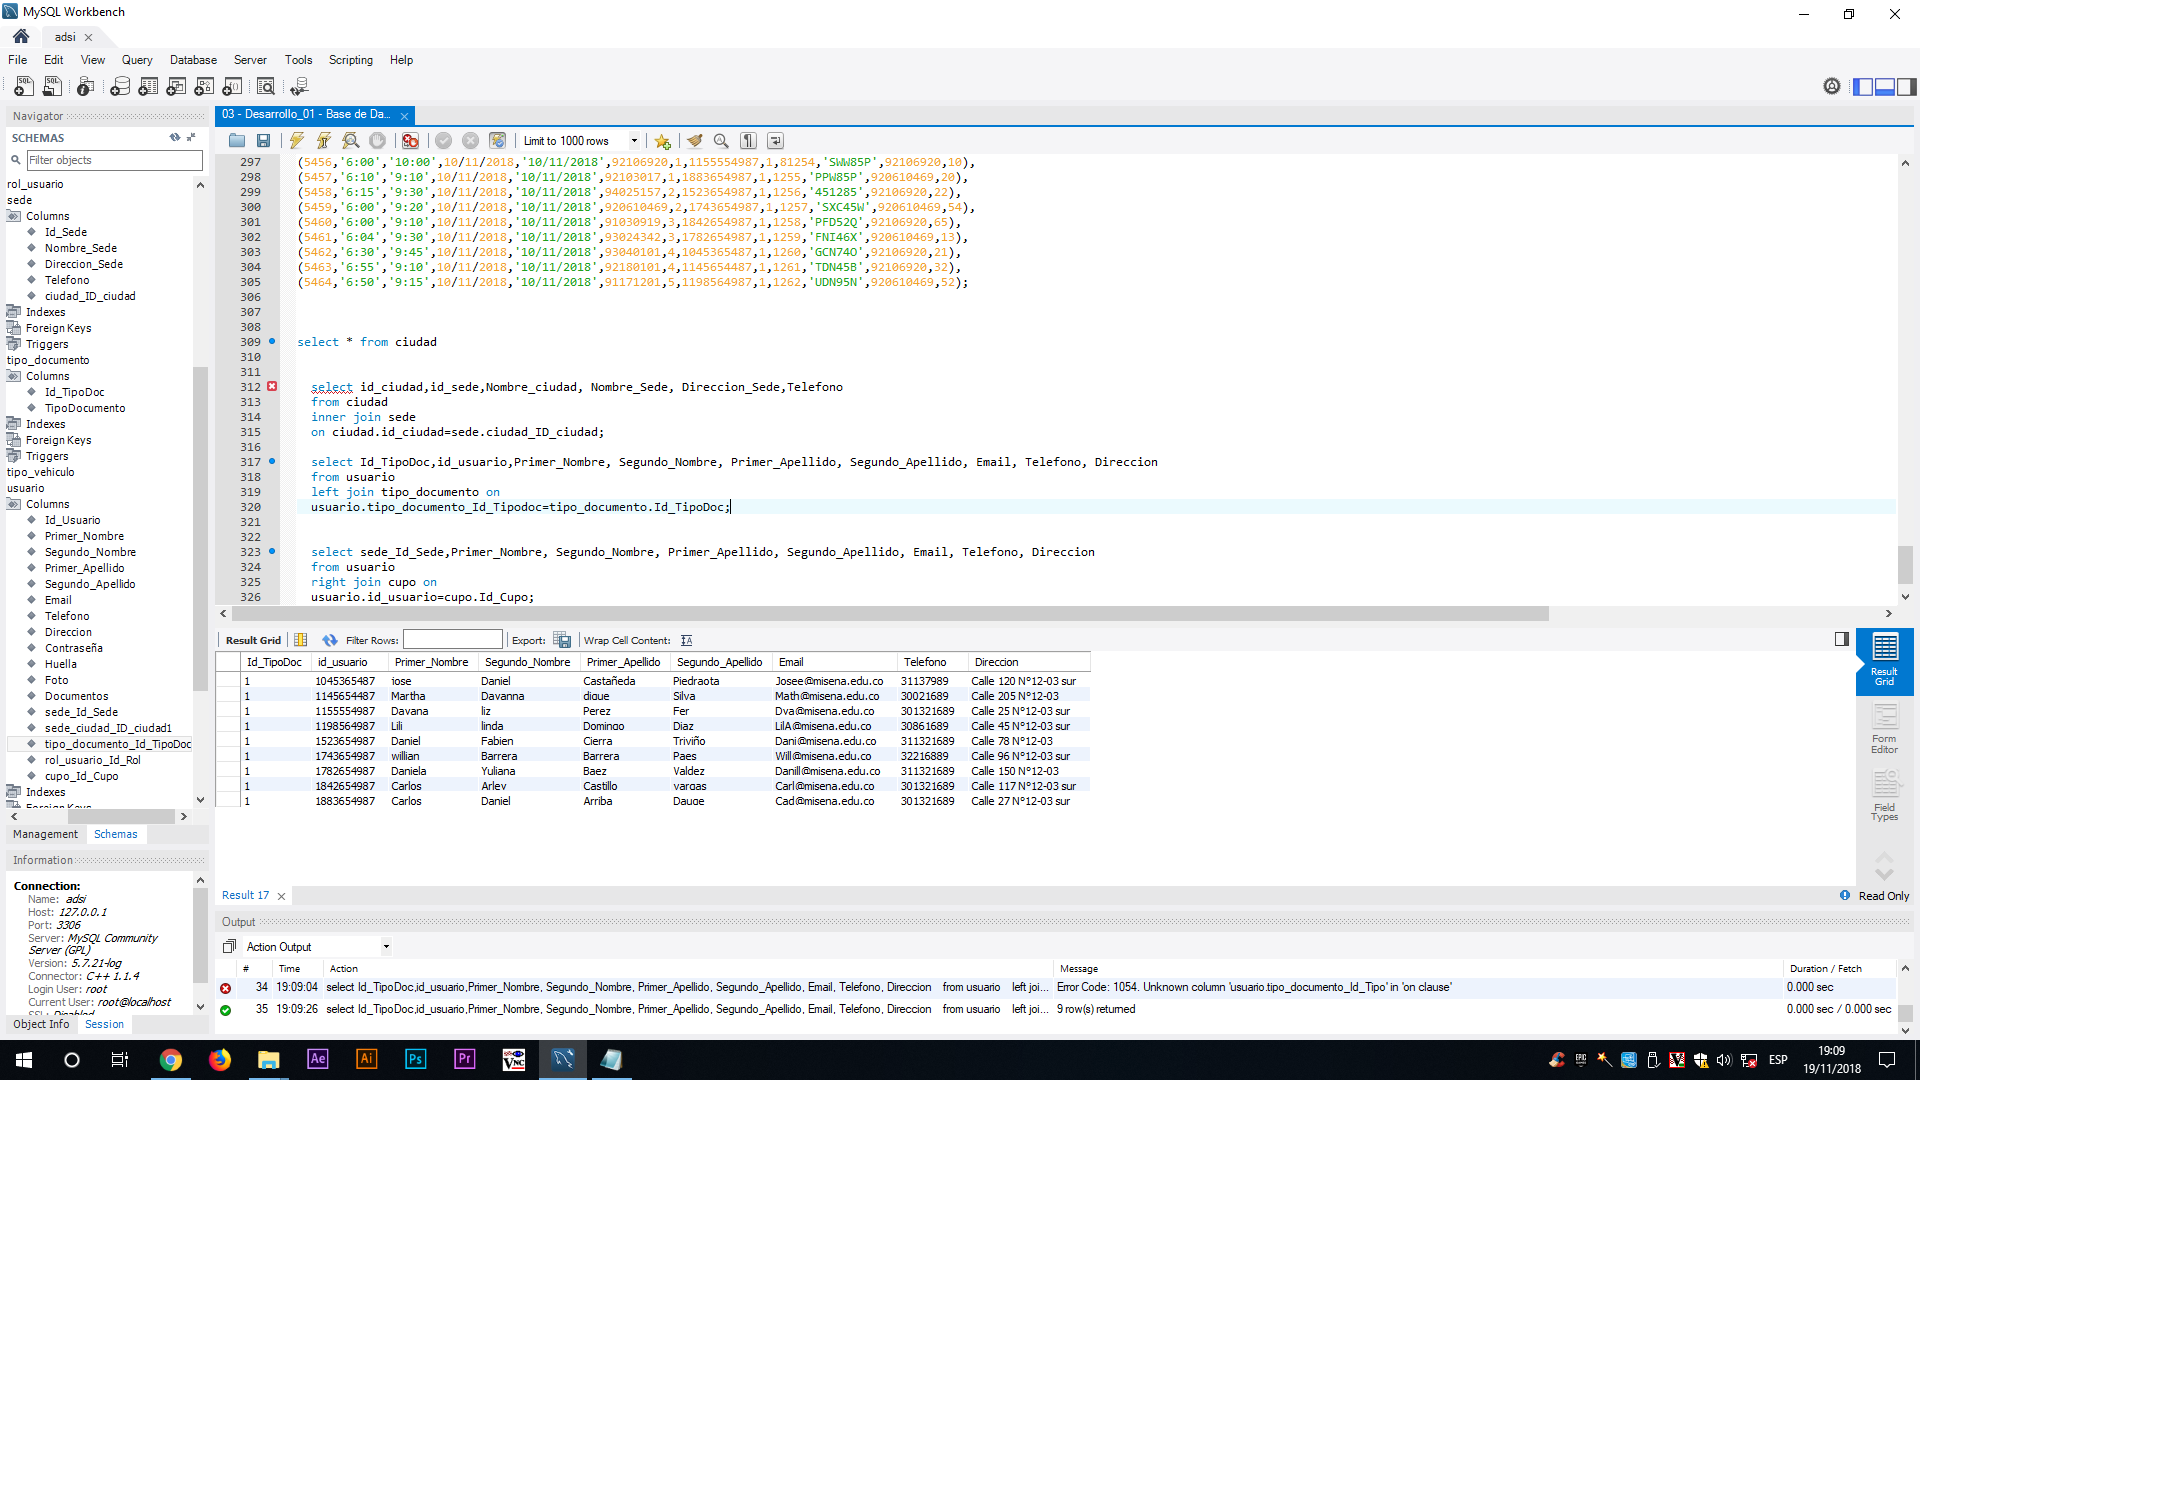 MySQL Workbench
adsi
File Edit View Query Database Server Tools Scripting Help
Navigator
SCHEMAS
Filter objects
rol_usuario
sede
Columns
Id_Sede
Nombre_Sede
Direccion_Sede
Telefono
ciudad_ID_ciudad
Indexes
Foreign Keys
Triggers
tipo_documento
Columns
Id_TipoDoc
TipoDocumento
Indexes
Foreign Keys
Triggers
tipo_vehiculo
usuario
Columns
Id_Usuario
Primer_Nombre
Segundo_Nombre
Primer_Apellido
Segundo_Apellido
Email
Telefono
Direccion
Contraseña
Huella
Foto
Documentos
sede_Id_Sede
sede_ciudad_ID_ciudad1
tipo_documento_Id_TipoDoc
rol_usuario_Id_Rol
cupo_Id_Cupo
Indexes
Foreign Keys
Management Schemas
Information
Connection:
Name: adsi
Host: 127.0.0.1
Port: 3306
Server: MySQL Community
Server (GPL)
Version: 5.7.21-log
Connector: C++ 1.1.4
Login User: root
Current User: root@localhost
SSL: Disabled
Object Info Session
03 - Desarrollo_01 - Base de Da...
Limit to 1000 rows
297 (5456,'6:00','10:00',10/11/2018,'10/11/2018',92106920,1,1155554987,1,81254,'SWW85P',92106920,10),
298 (5457,'6:10','9:10',10/11/2018,'10/11/2018',92103017,1,1883654987,1,1255,'PPW85P',920610469,20),
299 (5458,'6:15','9:30',10/11/2018,'10/11/2018',94025157,2,1523654987,1,1256,'451285',92106920,22),
300 (5459,'6:00','9:20',10/11/2018,'10/11/2018',920610469,2,1743654987,1,1257,'SXC45W',920610469,54),
301 (5460,'6:00','9:10',10/11/2018,'10/11/2018',91030919,3,1842654987,1,1258,'PFD52Q',92106920,65),
302 (5461,'6:04','9:30',10/11/2018,'10/11/2018',93024342,3,1782654987,1,1259,'FNI46X',920610469,13),
303 (5462,'6:30','9:45',10/11/2018,'10/11/2018',93040101,4,1045365487,1,1260,'GCN74O',92106920,21),
304 (5463,'6:55','9:10',10/11/2018,'10/11/2018',92180101,4,1145654487,1,1261,'TDN45B',92106920,32),
305 (5464,'6:50','9:15',10/11/2018,'10/11/2018',91171201,5,1198564987,1,1262,'UDN95N',920610469,52);
306
307
308
309 select * from ciudad
310
311
312 select id_ciudad,id_sede,Nombre_ciudad, Nombre_Sede, Direccion_Sede,Telefono
313 from ciudad
314 inner join sede
315 on ciudad.id_ciudad=sede.ciudad_ID_ciudad;
316
317 select Id_TipoDoc,id_usuario,Primer_Nombre, Segundo_Nombre, Primer_Apellido, Segundo_Apellido, Email, Telefono, Direccion
318 from usuario
319 left join tipo_documento on
320 usuario.tipo_documento_Id_Tipodoc=tipo_documento.Id_TipoDoc;
321
322
323 select sede_Id_Sede,Primer_Nombre, Segundo_Nombre, Primer_Apellido, Segundo_Apellido, Email, Telefono, Direccion
324 from usuario
325 right join cupo on
326 usuario.id_usuario=cupo.Id_Cupo;
Result Grid Filter Rows: Export: Wrap Cell Content:
Id_TipoDoc id_usuario Primer_Nombre Segundo_Nombre Primer_Apellido Segundo_Apellido Email Telefono Direccion
1 1045365487 jose Daniel Castañeda Piedraota Josee@misena.edu.co 31137989 Calle 120 N°12-03 sur
1 1145654487 Martha Davanna dique Silva Math@misena.edu.co 30021689 Calle 205 N°12-03
1 1155554987 Davana liz Perez Fer Dva@misena.edu.co 301321689 Calle 25 N°12-03 sur
1 1198564987 Lili linda Domingo Diaz LilA@misena.edu.co 30861689 Calle 45 N°12-03 sur
1 1523654987 Daniel Fabien Cierra Triviño Dani@misena.edu.co 311321689 Calle 78 N°12-03
1 1743654987 willian Barrera Barrera Paes Will@misena.edu.co 32216889 Calle 96 N°12-03 sur
1 1782654987 Daniela Yuliana Baez Valdez Danill@misena.edu.co 311321689 Calle 150 N°12-03
1 1842654987 Carlos Arley Castillo vargas Carl@misena.edu.co 301321689 Calle 117 N°12-03 sur
1 1883654987 Carlos Daniel Arriba Dauge Cad@misena.edu.co 301321689 Calle 27 N°12-03 sur
Result Grid
Form Editor
Field Types
Result 17
Read Only
Output
Action Output
# Time Action Message Duration / Fetch
34 19:09:04 select Id_TipoDoc,id_usuario,Primer_Nombre, Segundo_Nombre, Primer_Apellido, Segundo_Apellido, Email, Telefono, Direccion from usuario left joi... Error Code: 1054. Unknown column 'usuario.tipo_documento_Id_Tipo' in 'on clause' 0.000 sec
35 19:09:26 select Id_TipoDoc,id_usuario,Primer_Nombre, Segundo_Nombre, Primer_Apellido, Segundo_Apellido, Email, Telefono, Direccion from usuario left joi... 9 row(s) returned 0.000 sec / 0.000 sec
Ae Ai Ps Pr VNC
EPIC
ESP
19:09
19/11/2018